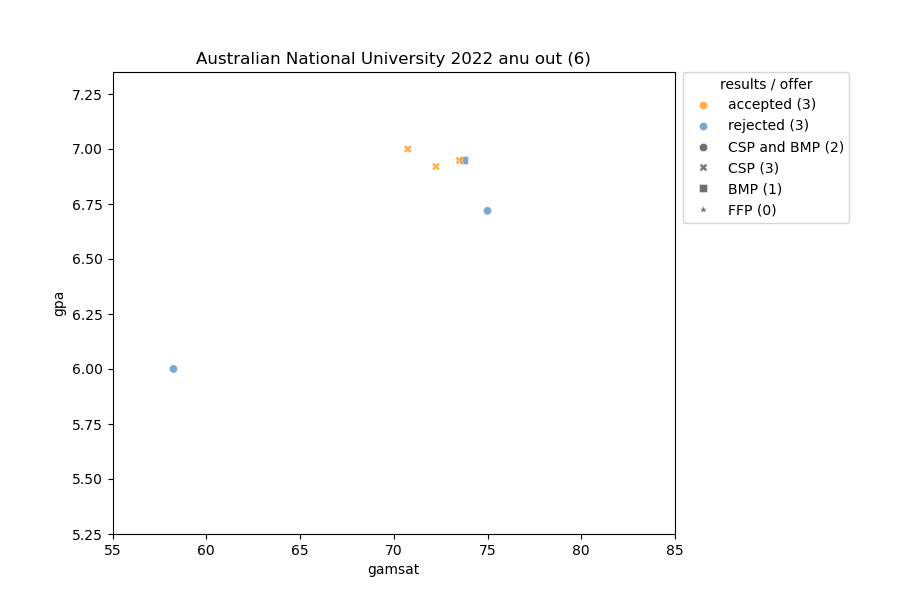 Australian National University 2022 anu out (6)
results / offer
accepted (3)
rejected (3)
CSP and BMP (2)
CSP (3)
BMP (1)
FFP (0)
gpa
7.25
7.00
6.75
6.50
6.25
6.00
5.75
5.50
5.25
55 60 65 70 75 80 85
gamsat